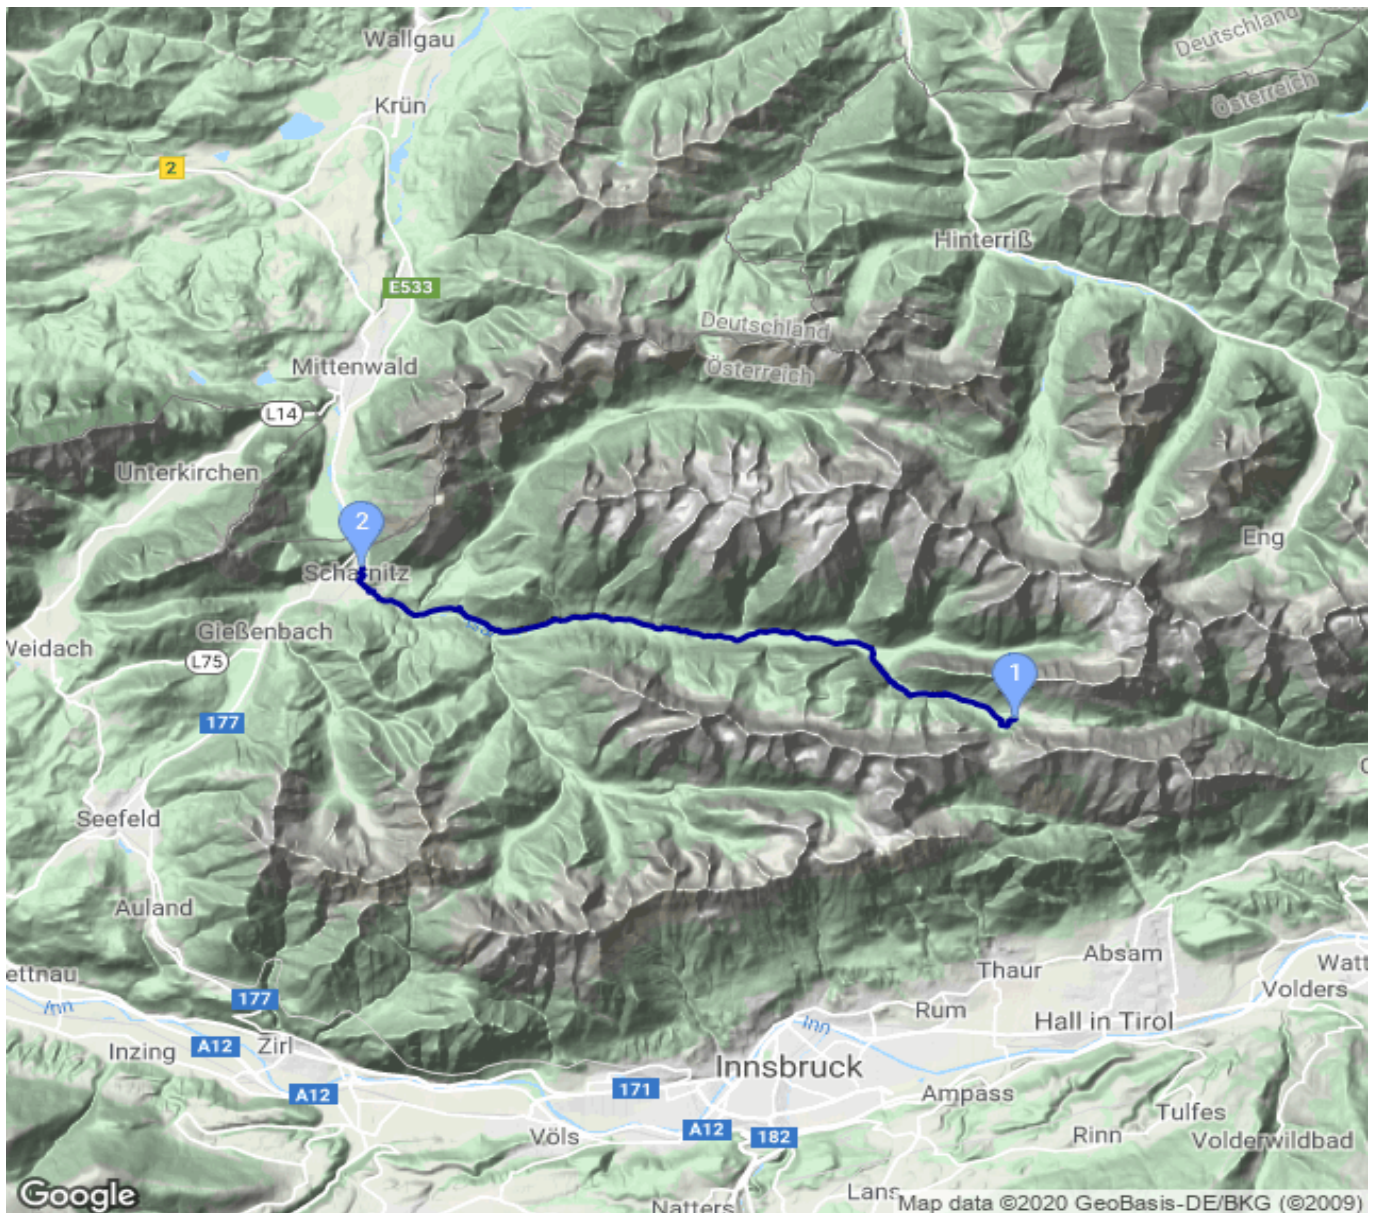 Wallgau
Deutschland
Österreich
Krün
2
Hinterriß
E533
Deutschland
Österreich
Mittenwald
L14
Unterkirchen
2
Scharnitz
Eng
Gießenbach
Weidach
L75
1
177
Seefeld
Auland
Absam
ettnau
Thaur
Watt
177
Volders
Inn
Rum
Inn
Hall in Tirol
A12
Inzing
Zirl
Innsbruck
171
A12
Ampass
Tulfes
A12
182
Völs
Rinn
Volderwildbad
Google
Natters
Lans
Map data ©2020 GeoBasis-DE/BKG (©2009)